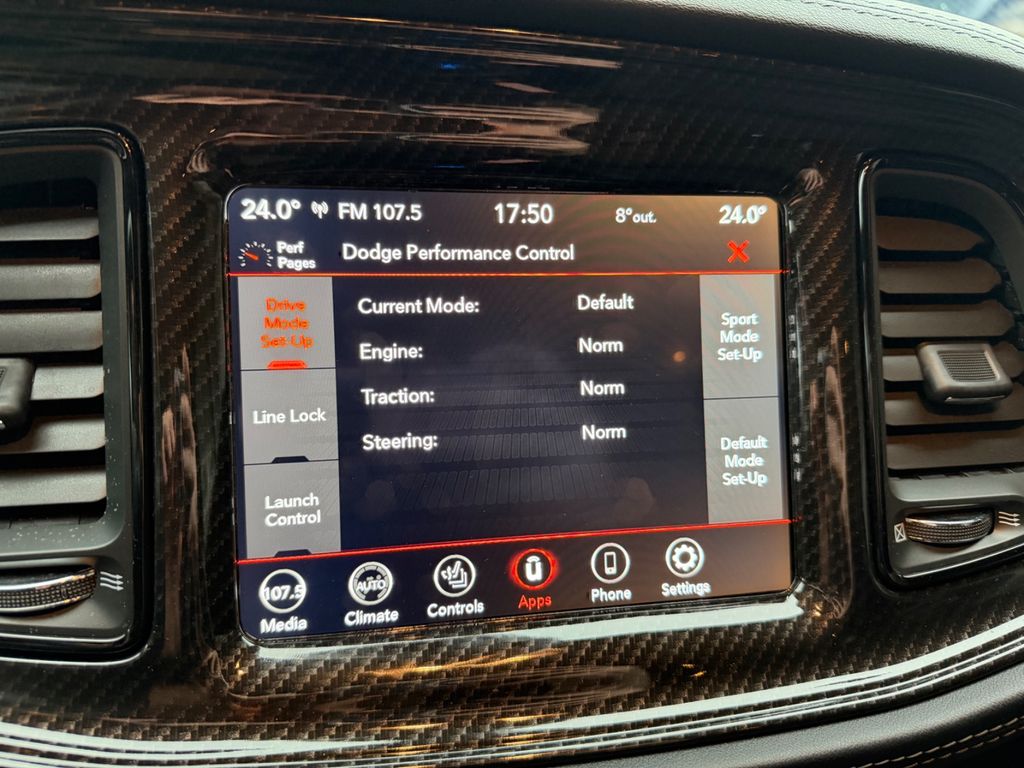 24.0° FM 107.5 17:50 8°out. 24.0°
Perf
Pages
Dodge Performance Control
Drive
Mode
Set-Up
Line Lock
Launch
Control
Current Mode: Default
Engine: Norm
Traction: Norm
Steering: Norm
Sport
Mode
Set-Up
Default
Mode
Set-Up
107.5 AUTO
Media Climate Controls Apps Phone Settings